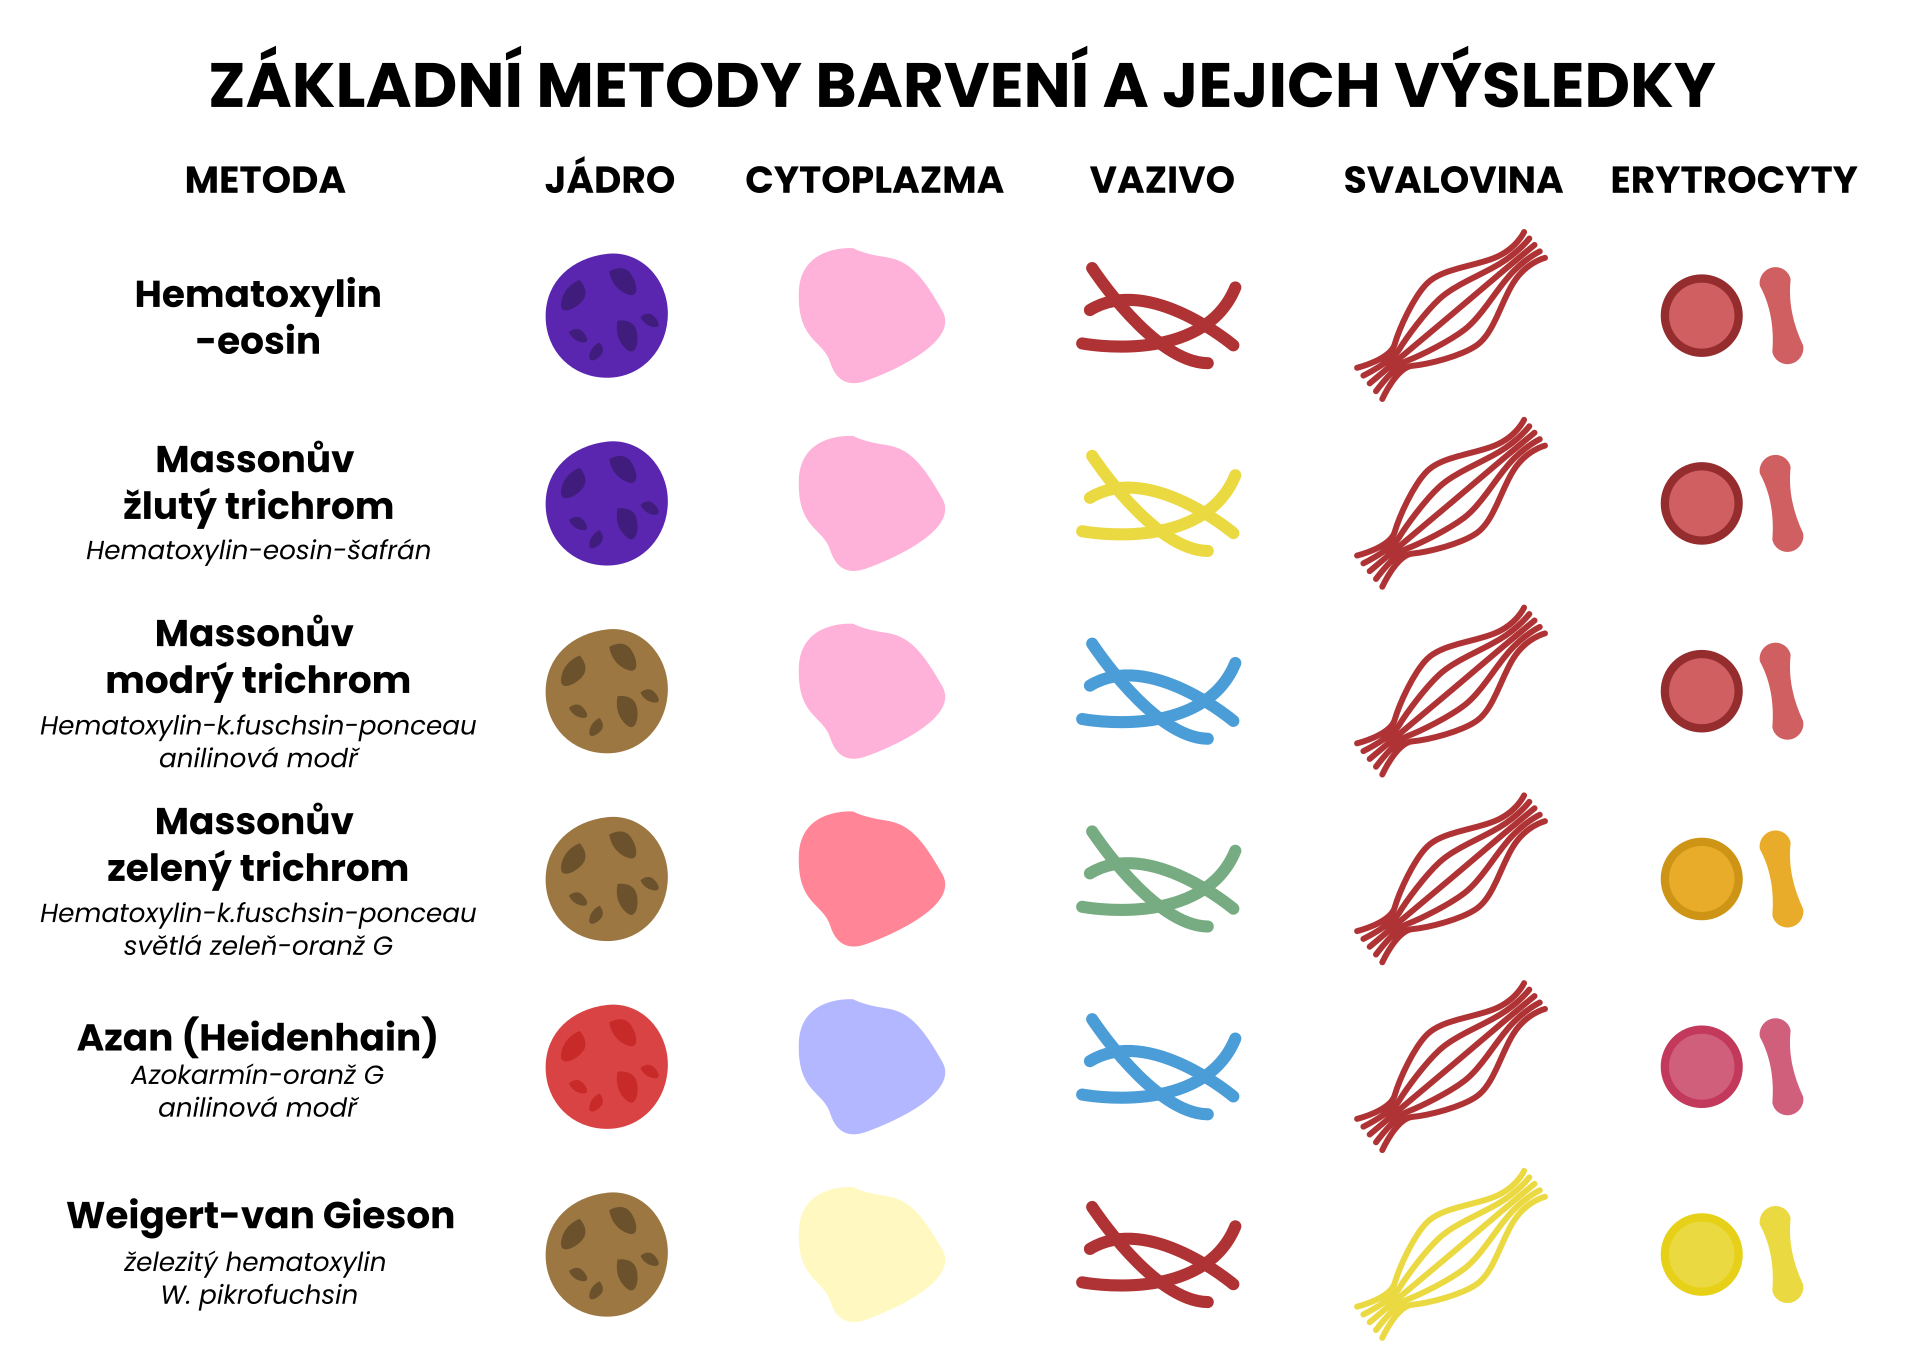 ZÁKLADNÍ METODY BARVENÍ A JEJICH VÝSLEDKY
METODA JÁDRO CYTOPLAZMA VAZIVO SVALOVINA ERYTROCYTY
Hematoxylin
-eosin
Massonův
žlutý trichrom
Hematoxylin-eosin-šafrán
Massonův
modrý trichrom
Hematoxylin-k.fuschsin-ponceau
anilinová modř
Massonův
zelený trichrom
Hematoxylin-k.fuschsin-ponceau
světlá zeleň-oranž G
Azan (Heidenhain)
Azokarmín-oranž G
anilinová modř
Weigert-van Gieson
železitý hematoxylin
W. pikrofuchsin